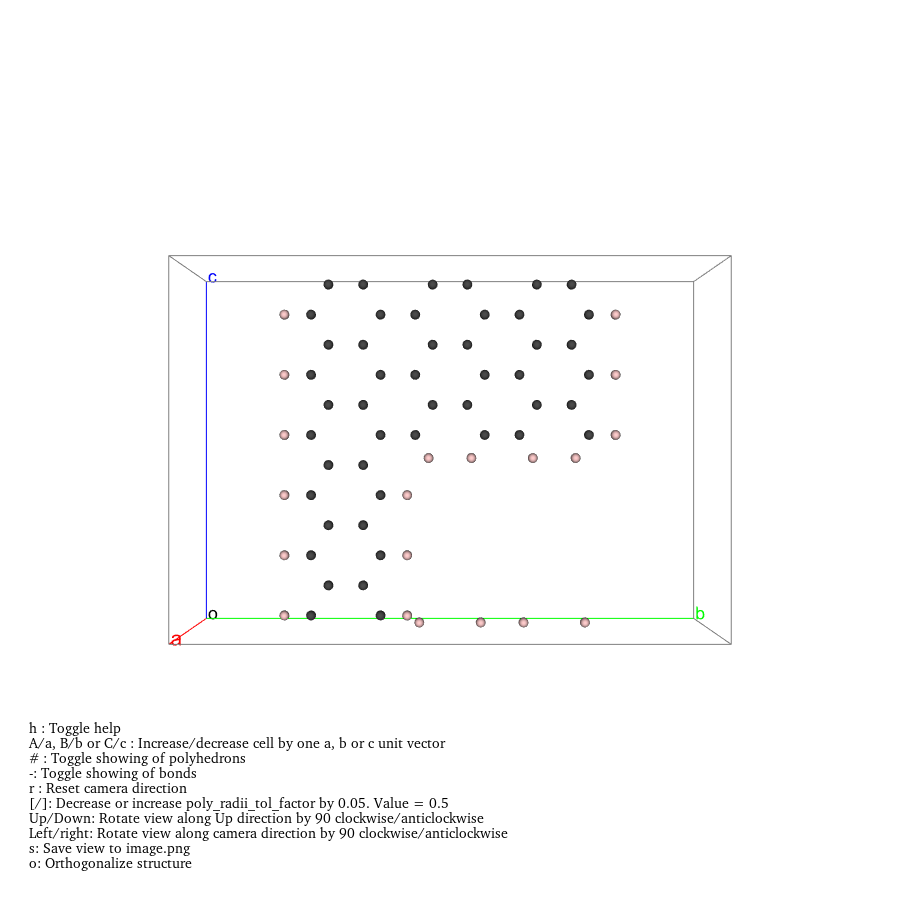 c
o
b
a
h : Toggle help
A/a, B/b or C/c : Increase/decrease cell by one a, b or c unit vector
# : Toggle showing of polyhedrons
-: Toggle showing of bonds
r : Reset camera direction
[/]: Decrease or increase poly_radii_tol_factor by 0.05. Value = 0.5
Up/Down: Rotate view along Up direction by 90 clockwise/anticlockwise
Left/right: Rotate view along camera direction by 90 clockwise/anticlockwise
s: Save view to image.png
o: Orthogonalize structure